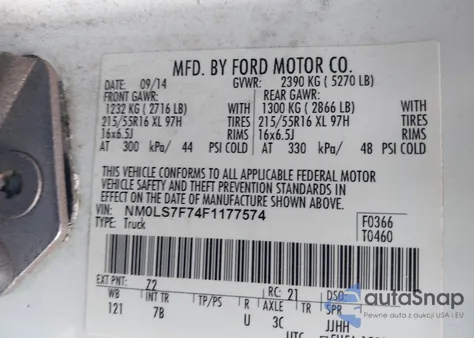 MFD. BY FORD MOTOR CO.
DATE: 09/14 GVWR: 2390 KG ( 5270 LB)
FRONT GAWR: REAR GAWR:
1232 KG ( 2716 LB) WITH 1300 KG ( 2866 LB) WITH
215/55R16 XL 97H TIRES 215/55R16 XL 97H TIRES
16x6.5J RIMS 16x6.5J RIMS
AT 300 kPa/ 44 PSI COLD AT 330 kPa/ 48 PSI COLD
THIS VEHICLE CONFORMS TO ALL APPLICABLE FEDERAL MOTOR
VEHICLE SAFETY AND THEFT PREVENTION STANDARDS IN
EFFECT ON THE DATE OF MANUFACTURE SHOWN ABOVE.
VIN: NM0LS7F74F1177574 F0366
TYPE: Truck T0460
EXT PNT: Z2 RC: 21 DSO:
WB INT TR TP/PS R AXLE TR SPR
121 7B U 3C JJHH
UTC
autoSnap
Pewne auta z aukcji USA i EU